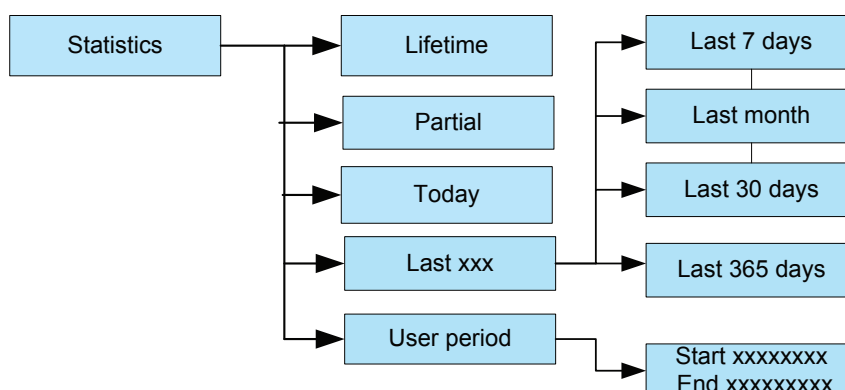 Statistics
Lifetime
Partial
Today
Last xxx
User period
Last 7 days
Last month
Last 30 days
Last 365 days
Start xxxxxxxx
End xxxxxxxxx